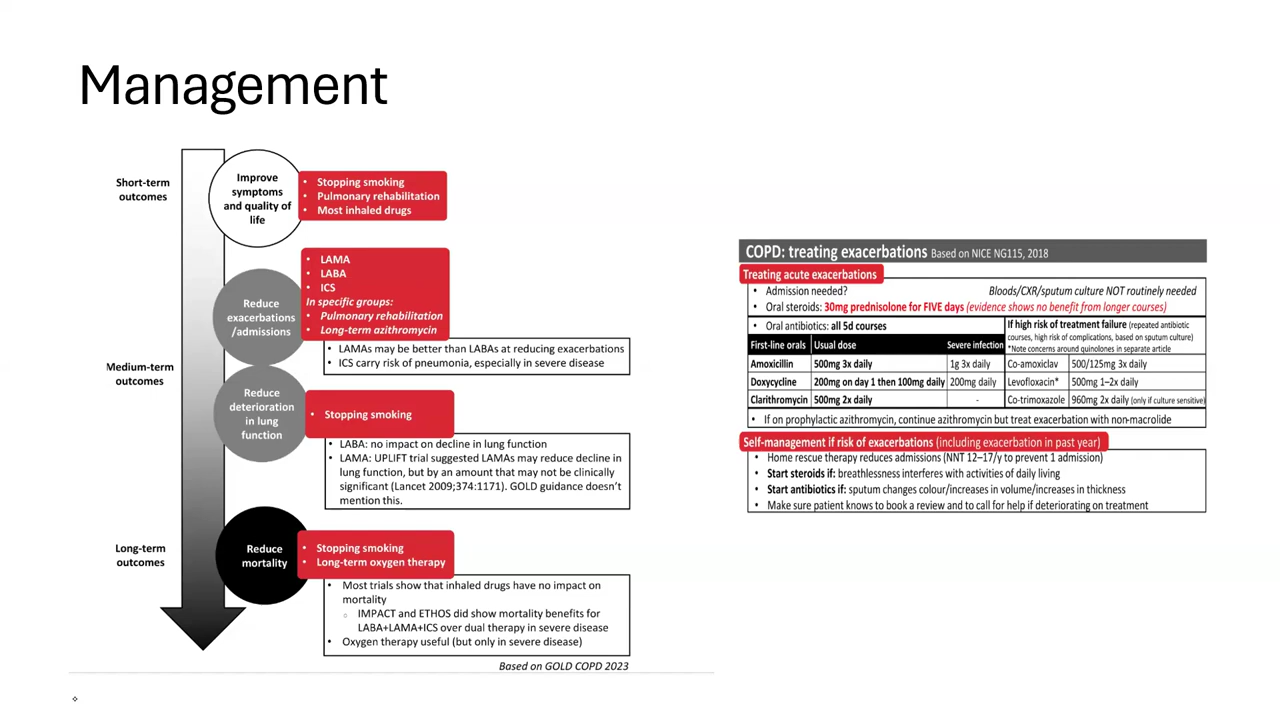 Management
Short-term
outcomes
Improve
symptoms
and quality of
life
• Stopping smoking
• Pulmonary rehabilitation
• Most inhaled drugs
Medium-term
outcomes
Reduce
exacerbations
/admissions
• LAMA
• LABA
• ICS
In specific groups:
• Pulmonary rehabilitation
• Long-term azithromycin
• LAMAs may be better than LABAs at reducing exacerbations
• ICS carry risk of pneumonia, especially in severe disease
Reduce
deterioration
in lung
function
• Stopping smoking
• LABA: no impact on decline in lung function
• LAMA: UPLIFT trial suggested LAMAs may reduce decline in
lung function, but by an amount that may not be clinically
significant (Lancet 2009;374:1171). GOLD guidance doesn't
mention this.
Long-term
outcomes
Reduce
mortality
• Stopping smoking
• Long-term oxygen therapy
• Most trials show that inhaled drugs have no impact on
mortality
○ IMPACT and ETHOS did show mortality benefits for
LABA+LAMA+ICS over dual therapy in severe disease
• Oxygen therapy useful (but only in severe disease)
Based on GOLD COPD 2023
COPD: treating exacerbations Based on NICE NG115, 2018
Treating acute exacerbations
• Admission needed? Bloods/CXR/sputum culture NOT routinely needed
• Oral steroids: 30mg prednisolone for FIVE days (evidence shows no benefit from longer courses)
• Oral antibiotics: all 5d courses
If high risk of treatment failure (repeated antibiotic
courses, high risk of complications, based on sputum culture)
*Note concerns around quinolones in separate article
First-line orals Usual dose Severe infection
Amoxicillin 500mg 3x daily 1g 3x daily Co-amoxiclav 500/125mg 3x daily
Doxycycline 200mg on day 1 then 100mg daily 200mg daily Levofloxacin* 500mg 1–2x daily
Clarithromycin 500mg 2x daily - Co-trimoxazole 960mg 2x daily (only if culture sensitive)
• If on prophylactic azithromycin, continue azithromycin but treat exacerbation with non-macrolide
Self-management if risk of exacerbations (including exacerbation in past year)
• Home rescue therapy reduces admissions (NNT 12–17/y to prevent 1 admission)
• Start steroids if: breathlessness interferes with activities of daily living
• Start antibiotics if: sputum changes colour/increases in volume/increases in thickness
• Make sure patient knows to book a review and to call for help if deteriorating on treatment